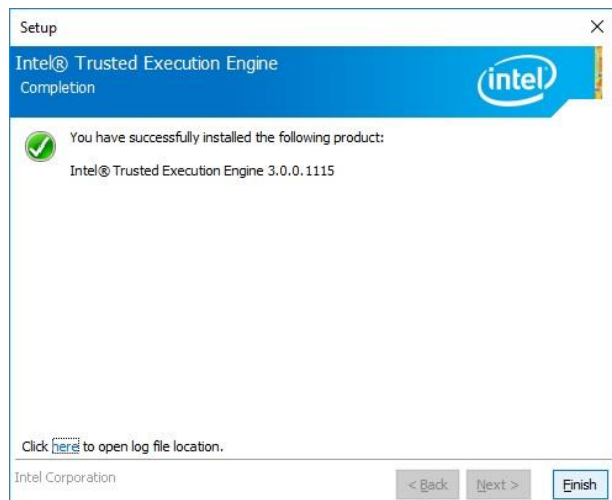 Setup
Intel® Trusted Execution Engine
Completion
intel
You have successfully installed the following product:
Intel® Trusted Execution Engine 3.0.0.1115
Click here to open log file location.
Intel Corporation
< Back Next > Finish